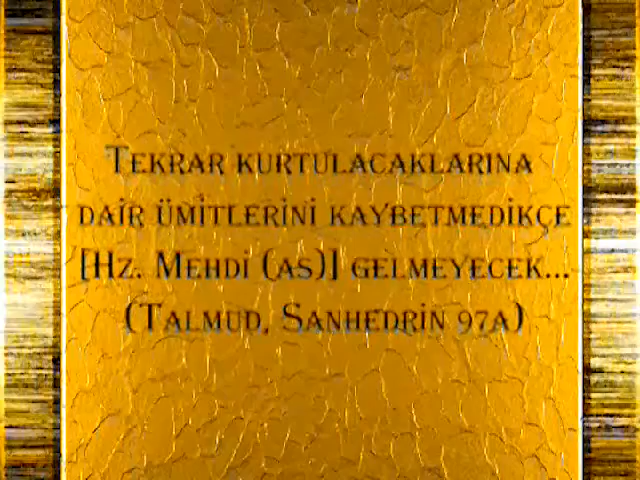 Tekrar kurtulacaklarına
dair ümitlerini kaybetmedikçe
[Hz. Mehdi (as)] gelmeyecek...
(Talmud, Sanhedrin 97a)